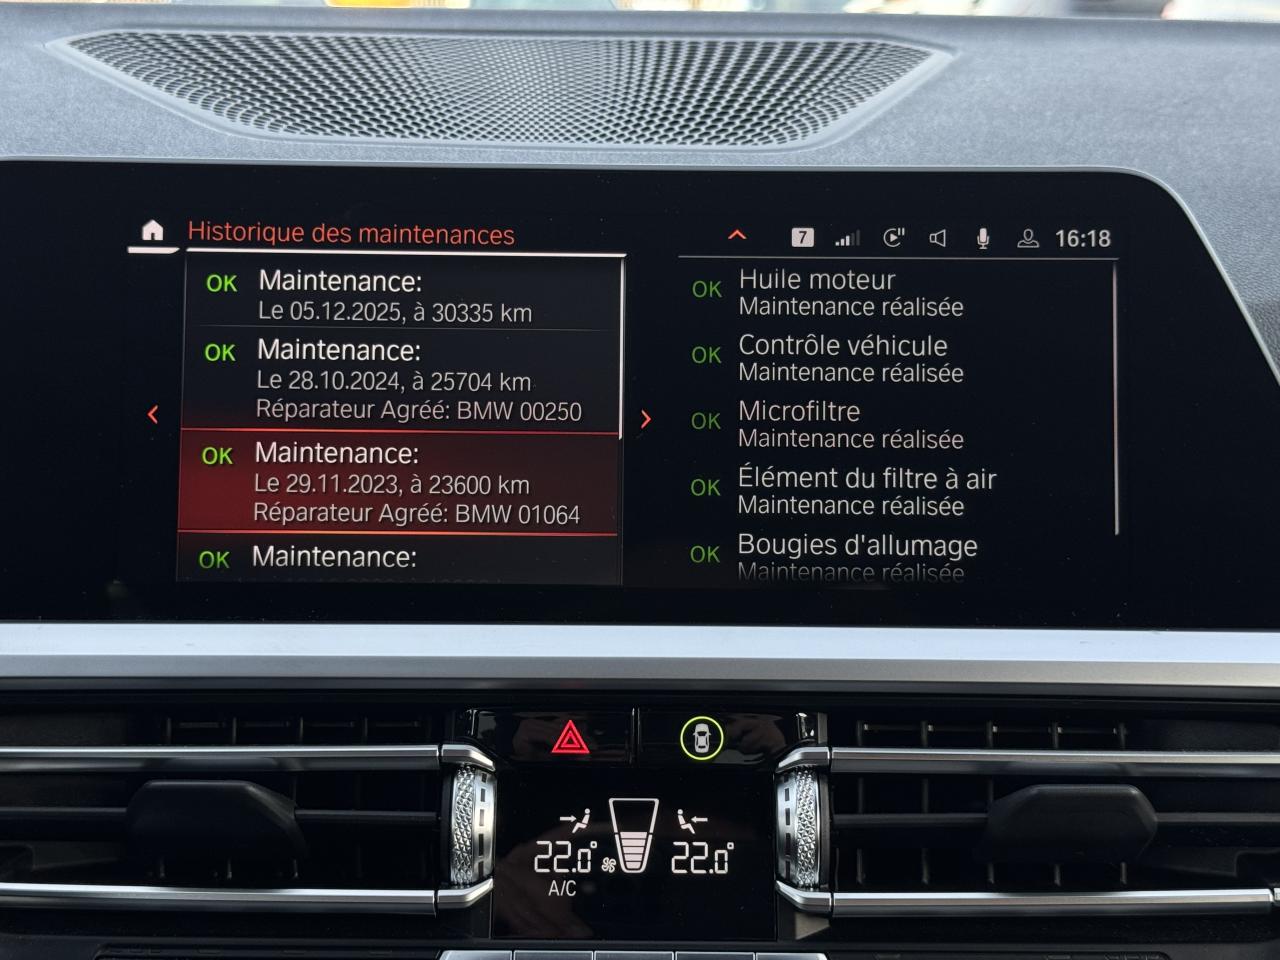 Historique des maintenances
7
16:18
OK Maintenance:
Le 05.12.2025, à 30335 km
OK Maintenance:
Le 28.10.2024, à 25704 km
Réparateur Agréé: BMW 00250
OK Maintenance:
Le 29.11.2023, à 23600 km
Réparateur Agréé: BMW 01064
OK Maintenance:
OK Huile moteur
Maintenance réalisée
OK Contrôle véhicule
Maintenance réalisée
OK Microfiltre
Maintenance réalisée
OK Élément du filtre à air
Maintenance réalisée
OK Bougies d'allumage
Maintenance réalisée
22.0° 22.0°
A/C